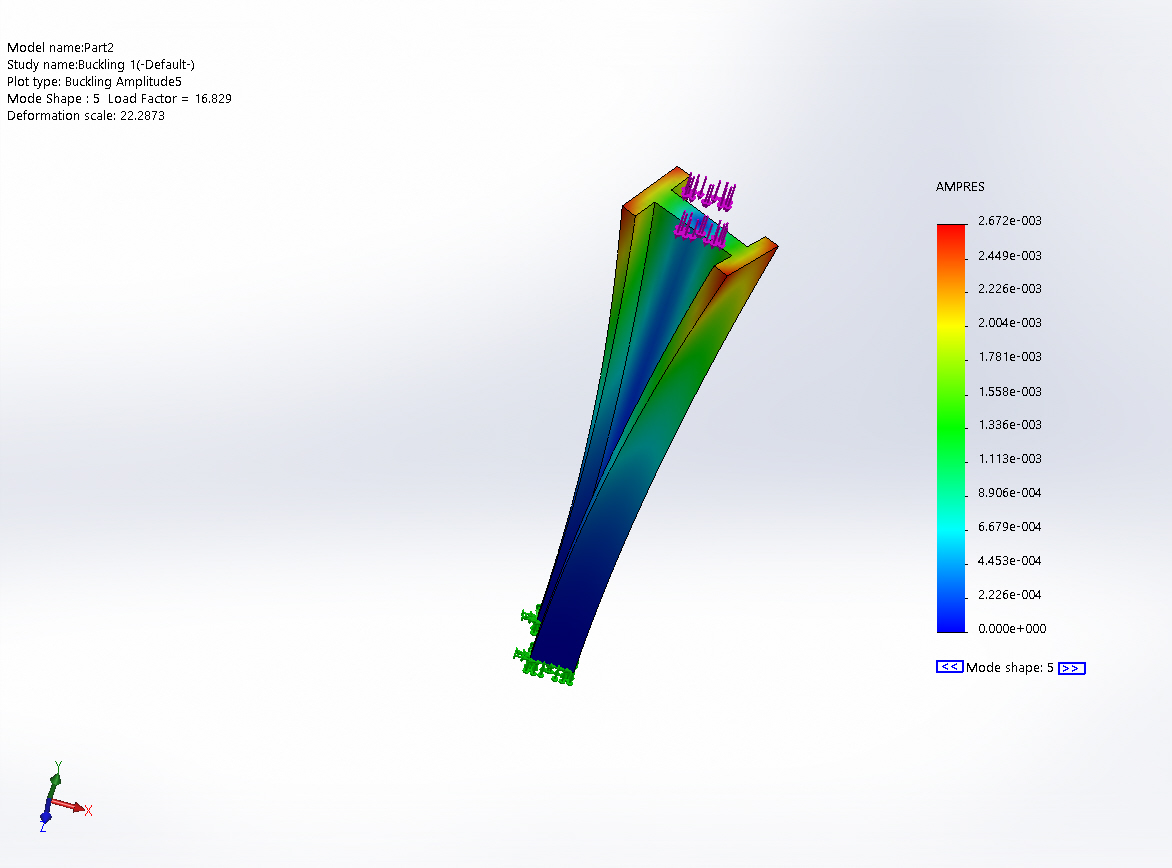 Model name:Part2
Study name:Buckling 1(-Default-)
Plot type: Buckling Amplitude5
Mode Shape : 5  Load Factor =  16.829
Deformation scale: 22.2873
AMPRES
2.672e-003
2.449e-003
2.226e-003
2.004e-003
1.781e-003
1.558e-003
1.336e-003
1.113e-003
8.906e-004
6.679e-004
4.453e-004
2.226e-004
0.000e+000
<< Mode shape: 5 >>
Y
X
Z